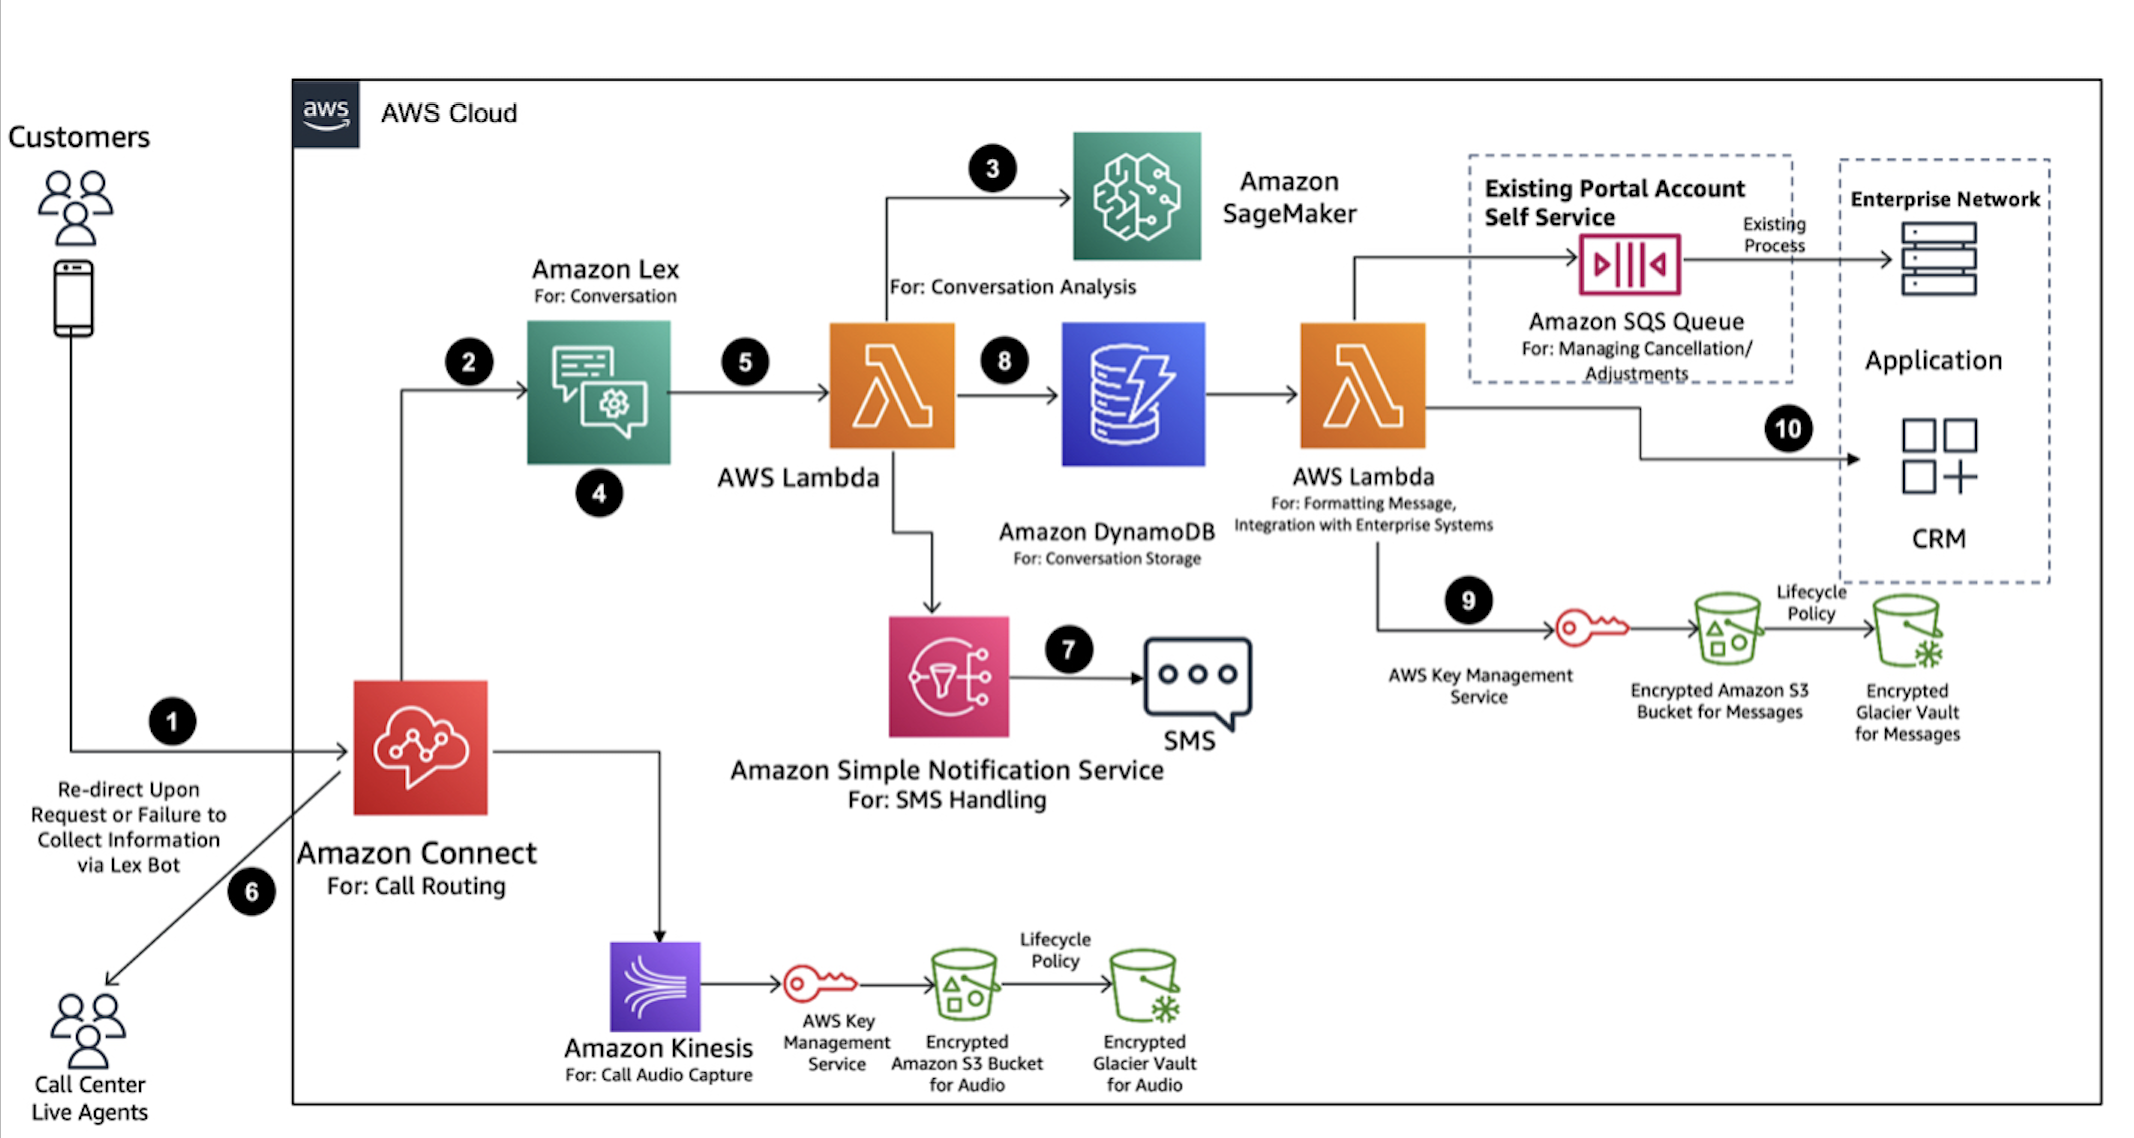 aws
AWS Cloud
Customers
3
Amazon
SageMaker
Existing Portal Account
Self Service
Existing
Process
Enterprise Network
Amazon Lex
For: Conversation
For: Conversation Analysis
Amazon SQS Queue
For: Managing Cancellation/
Adjustments
Application
2
5
8
10
4
AWS Lambda
AWS Lambda
For: Formatting Message,
Integration with Enterprise Systems
Amazon DynamoDB
For: Conversation Storage
CRM
9
Lifecycle
Policy
AWS Key Management
Service
Encrypted Amazon S3
Bucket for Messages
Encrypted
Glacier Vault
for Messages
7
SMS
Amazon Simple Notification Service
For: SMS Handling
1
Re-direct Upon
Request or Failure to
Collect Information
via Lex Bot
6
Amazon Connect
For: Call Routing
Amazon Kinesis
For: Call Audio Capture
AWS Key
Management
Service
Encrypted
Amazon S3 Bucket
for Audio
Lifecycle
Policy
Encrypted
Glacier Vault
for Audio
Call Center
Live Agents